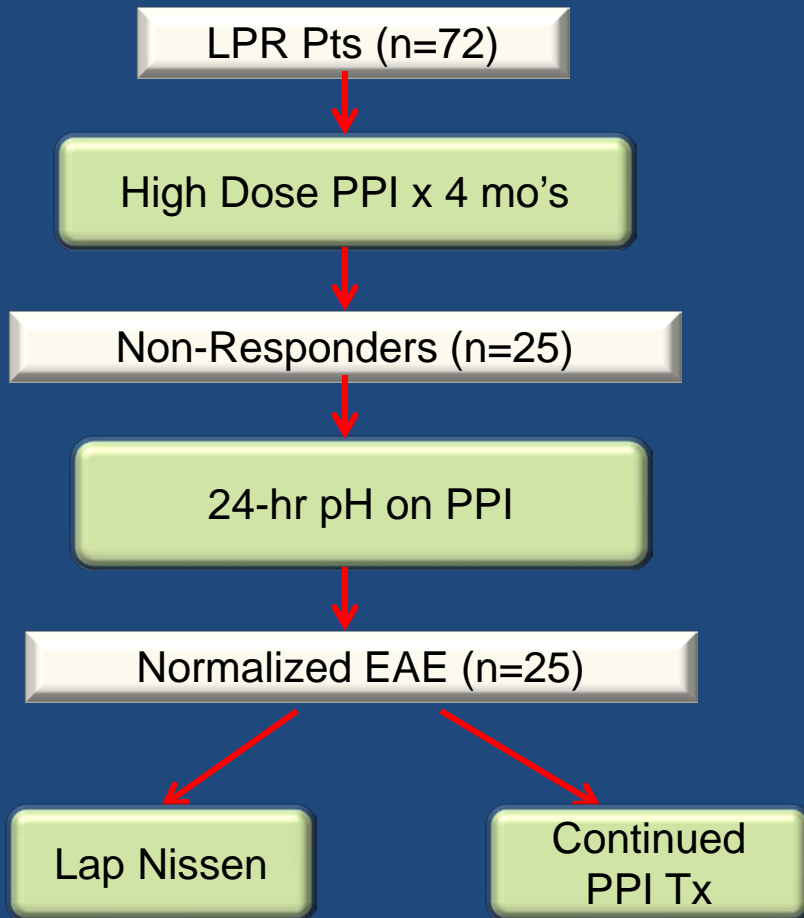 LPR Pts (n=72)
High Dose PPI x 4 mo's
Non-Responders (n=25)
24-hr pH on PPI
Normalized EAE (n=25)
Lap Nissen
Continued
PPI Tx